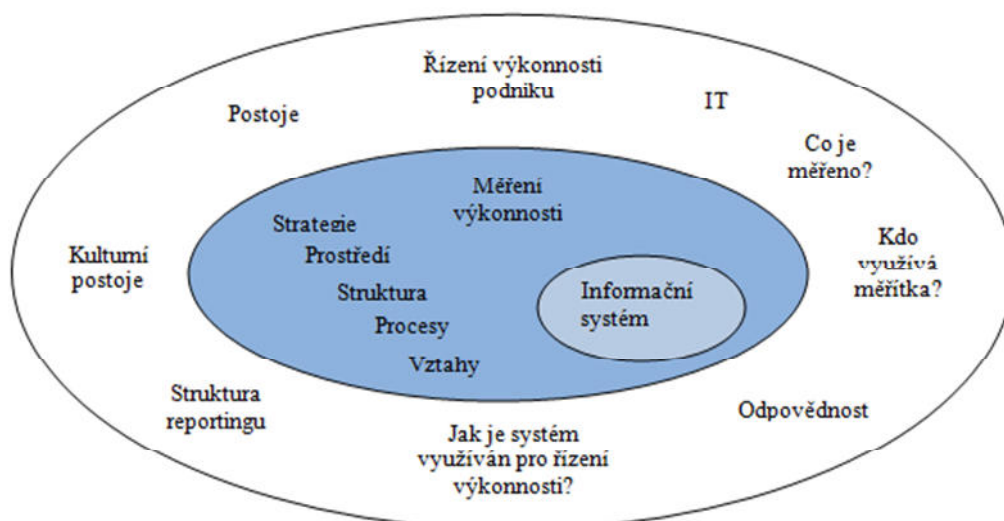 Řízení výkonnosti
podniku
IT
Postoje
Co je
měřeno?
Měření
výkonnosti
Strategie
Prostředí
Kulturní
postoje
Kdo
využívá
měřítka?
Struktura
Informační
systém
Procesy
Vztahy
Struktura
reportingu
Odpovědnost
Jak je systém
využíván pro řízení
výkonnosti?